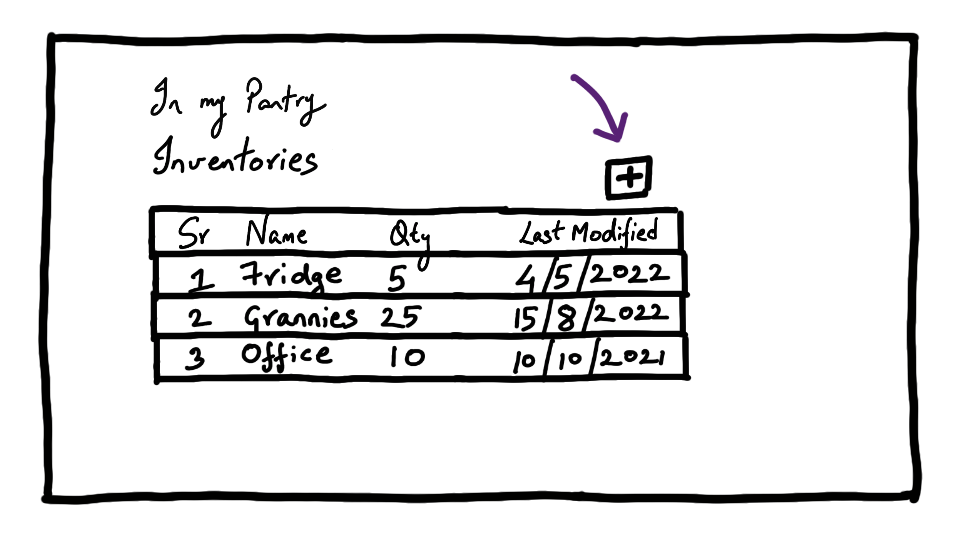 In my Pantry
Inventories
+
Sr Name Qty Last Modified
1 Fridge 5 4/5/2022
2 Grannies 25 15/8/2022
3 Office 10 10/10/2021